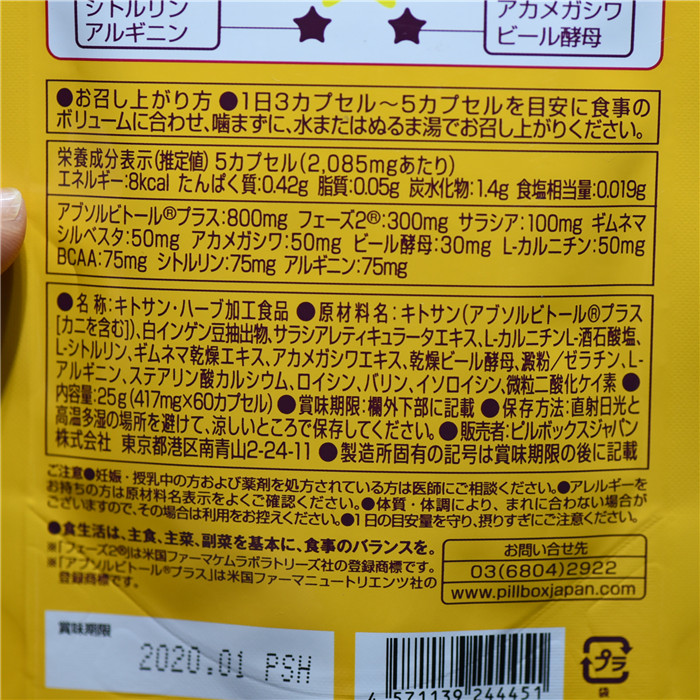 シトルリン
アルギニン
アカメガシワ
ビール酵母
●お召し上がり方 ●1日3カプセル～5カプセルを目安に食事の
ボリュームに合わせ、噛まずに、水またはぬるま湯でお召し上がりください。
栄養成分表示(推定値) 5カプセル(2,085mgあたり)
エネルギー:8kcal たんぱく質:0.42g 脂質:0.05g 炭水化物:1.4g 食塩相当量:0.019g
アブソルビトール®プラス:800mg フェーズ2®:300mg サラシア:100mg ギムネマ
シルベスタ:50mg アカメガシワ:50mg ビール酵母:30mg L-カルニチン:50mg
BCAA:75mg シトルリン:75mg アルギニン:75mg
●名称:キトサン・ハーブ加工食品 ●原材料名:キトサン(アブソルビトール®プラス
[カニを含む])、白インゲン豆抽出物、サラシアレティキュラータエキス、L-カルニチンL-酒石酸塩、
L-シトルリン、ギムネマ乾燥エキス、アカメガシワエキス、乾燥ビール酵母、澱粉/ゼラチン、L-
アルギニン、ステアリン酸カルシウム、ロイシン、バリン、イソロイシン、微粒二酸化ケイ素 ●
内容量:25g(417mg×60カプセル) ●賞味期限:欄外下部に記載 ●保存方法:直射日光と
高温多湿の場所を避けて、涼しいところで保存してください。●販売者:ピルボックスジャパン
株式会社 東京都港区南青山2-24-11 ●製造所固有の記号は賞味期限の後に記載
ご注意●妊娠・授乳中の方および薬剤を処方されている方は医師にご相談ください。●アレルギーを
お持ちの方は原材料名表示をよくご確認ください。●体質・体調により、まれに合わない場合が
ございますので、その場合は利用をお控えください。●1日の目安量を守り、摂りすぎにご注意ください。
●食生活は、主食、主菜、副菜を基本に、食事のバランスを。
※「フェーズ2®」は米国ファーマケムラボラトリーズ社の登録商標です。
※「アブソルビトール®プラス」は米国ファーマニュートリエンツ社の
登録商標です。
お問い合せ先
03(6804)2922
www.pillboxjapan.com
賞味期限
2020.01 PSH
4 571139 244451
プラ
袋